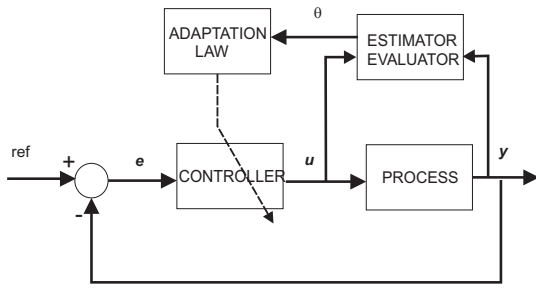 θ
ADAPTATION
LAW
ESTIMATOR
EVALUATOR
ref
+
e
CONTROLLER
u
PROCESS
y
-